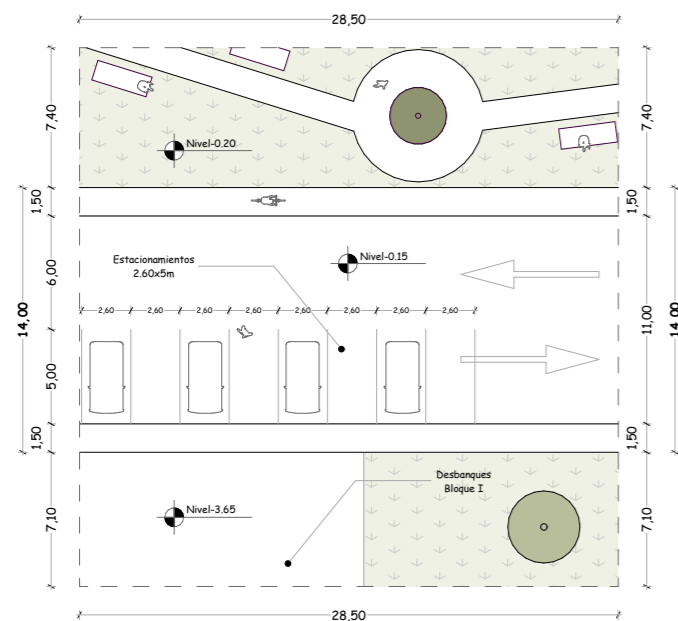 28,50
7,40
7,40
Nivel-0.20
1,50
1,50
Estacionamientos
2.60x5m
Nivel-0.15
6,00
14,00
11,00
14,00
2,60 2,60 2,60 2,60 2,60 2,60 2,60 2,60
5,00
1,50
1,50
Desbanques
Bloque I
Nivel-3.65
7,10
7,10
28,50